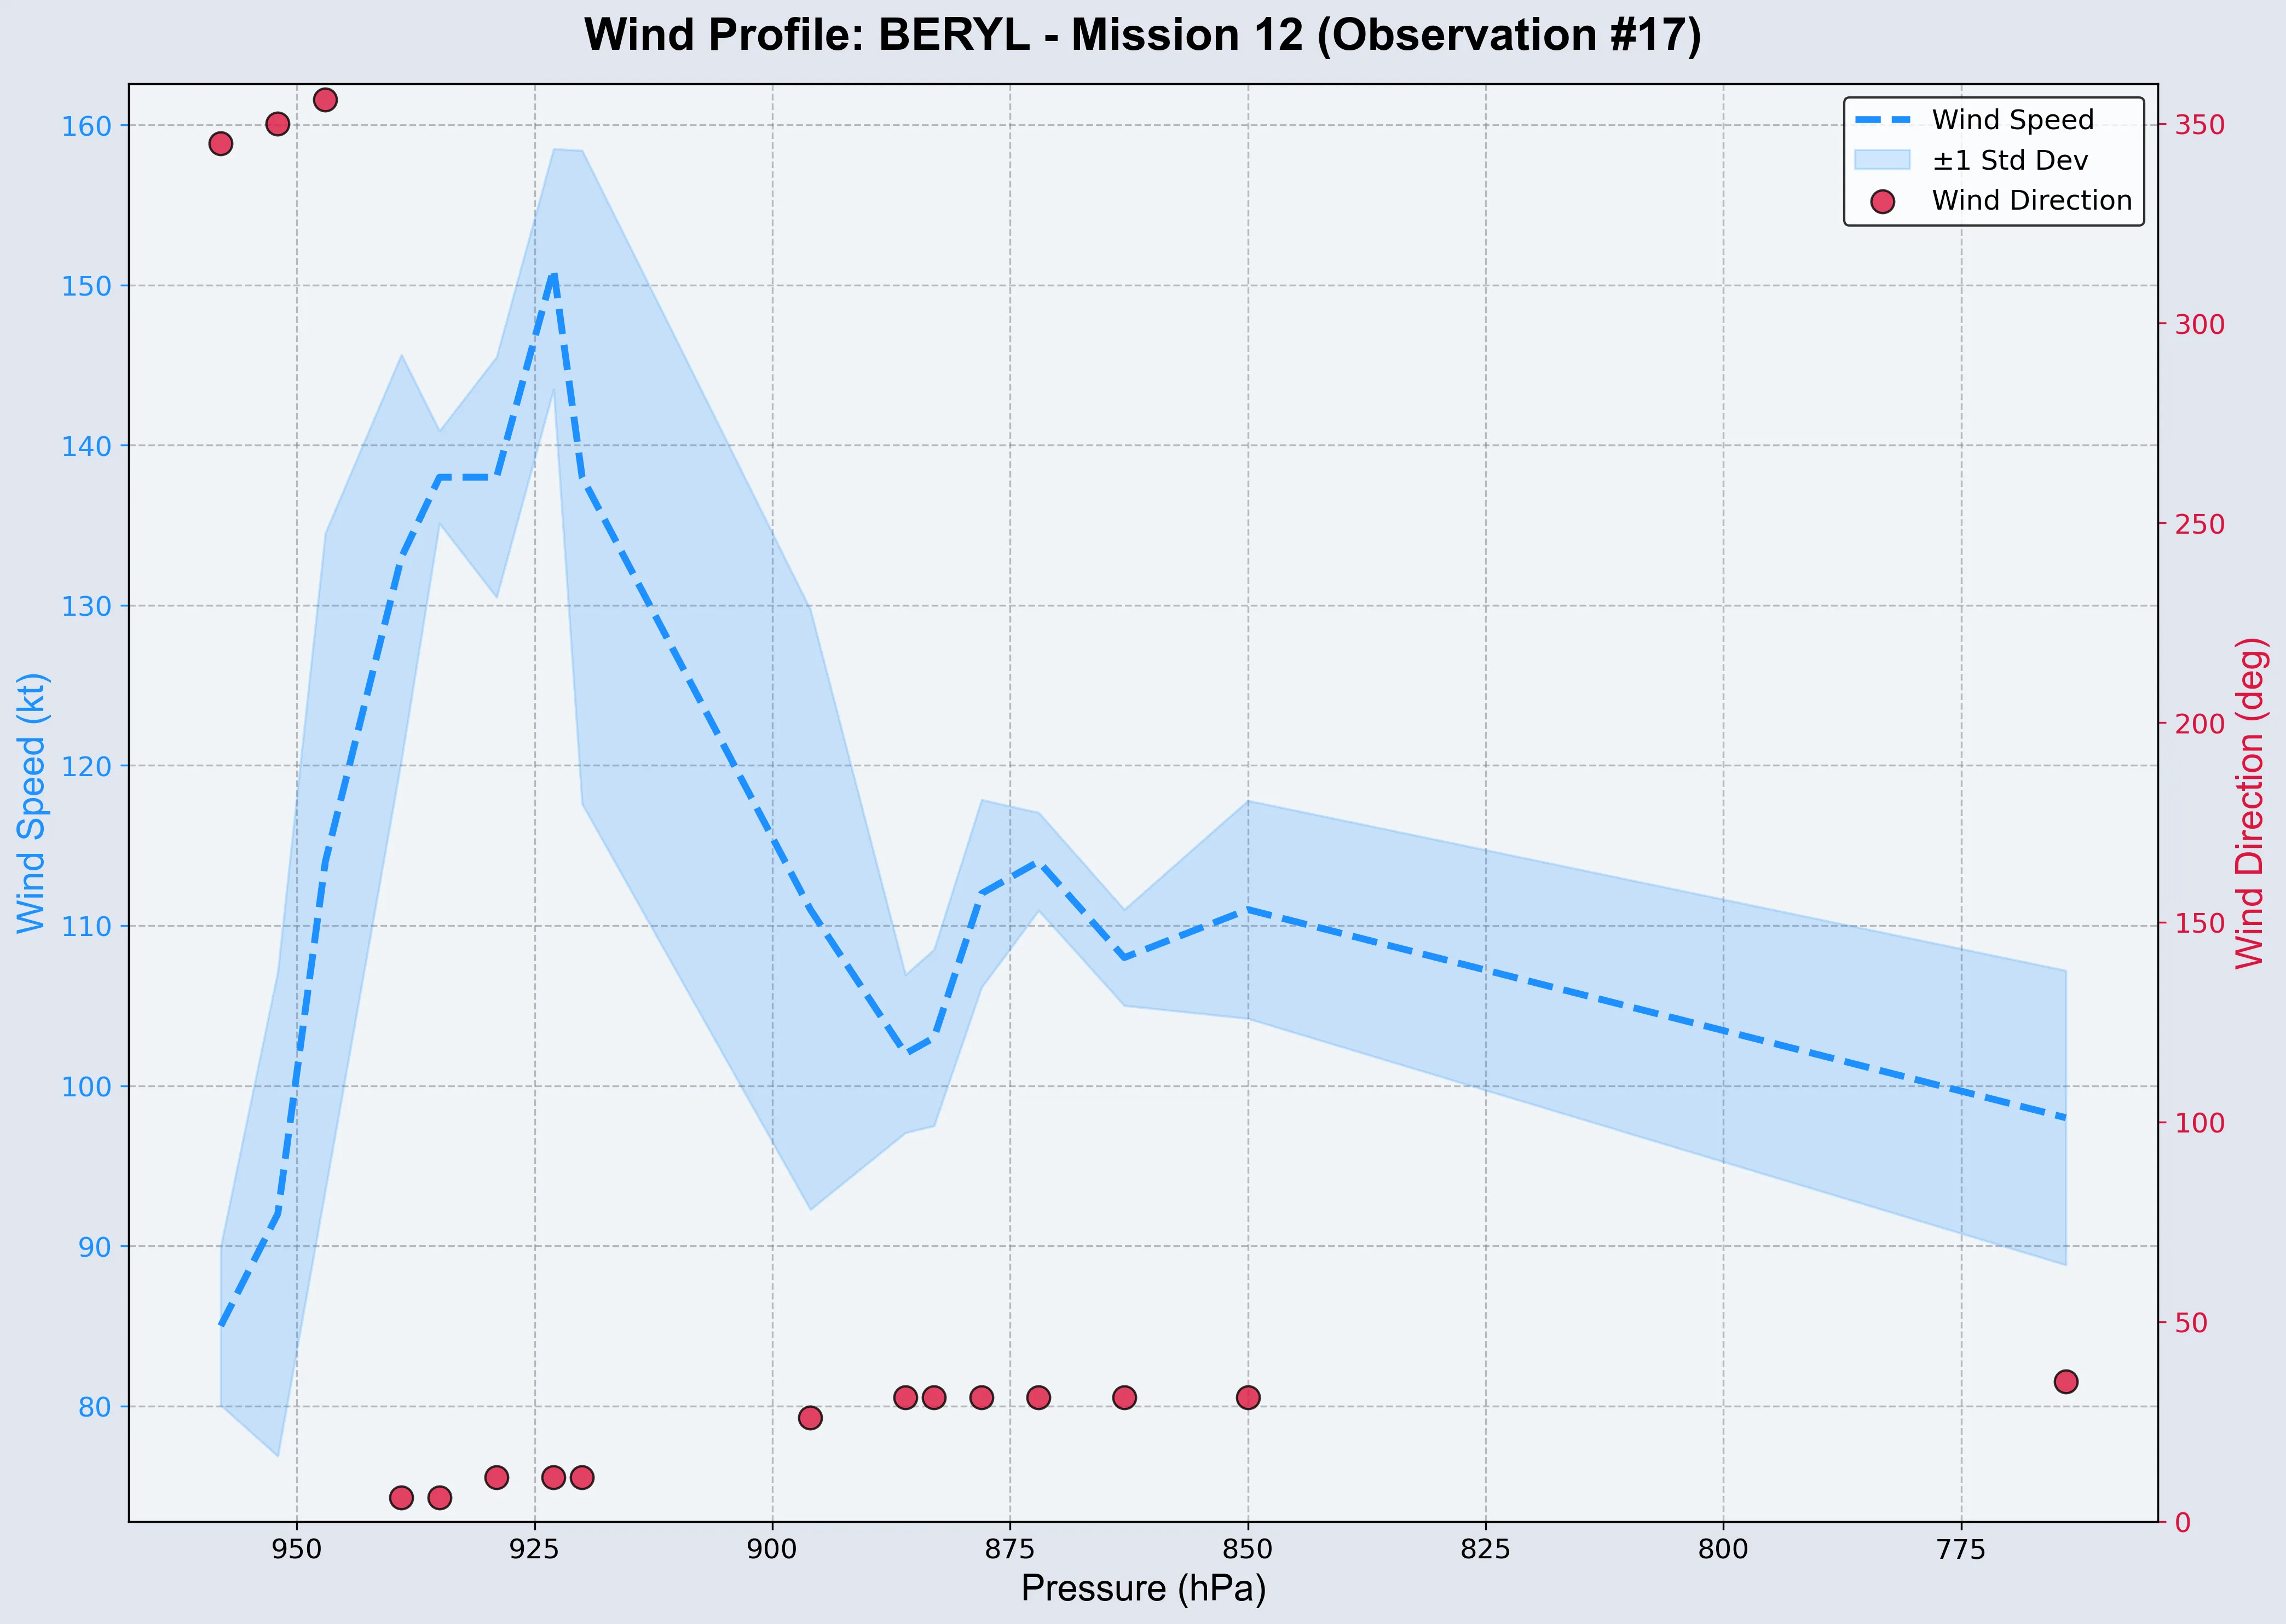 Wind Profile: BERYL - Mission 12 (Observation #17)
Wind Speed
±1 Std Dev
Wind Direction
160
150
140
130
120
110
100
90
80
Wind Speed (kt)
350
300
250
200
150
100
50
0
Wind Direction (deg)
950 925 900 875 850 825 800 775
Pressure (hPa)